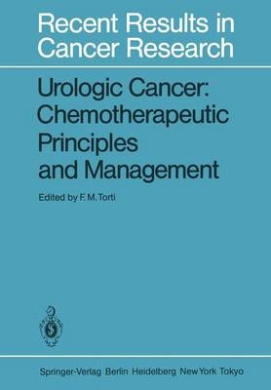 Recent Results in
Cancer Research
Urologic Cancer:
Chemotherapeutic
Principles
and Management
Edited by F. M. Torti
Springer-Verlag Berlin Heidelberg New York Tokyo